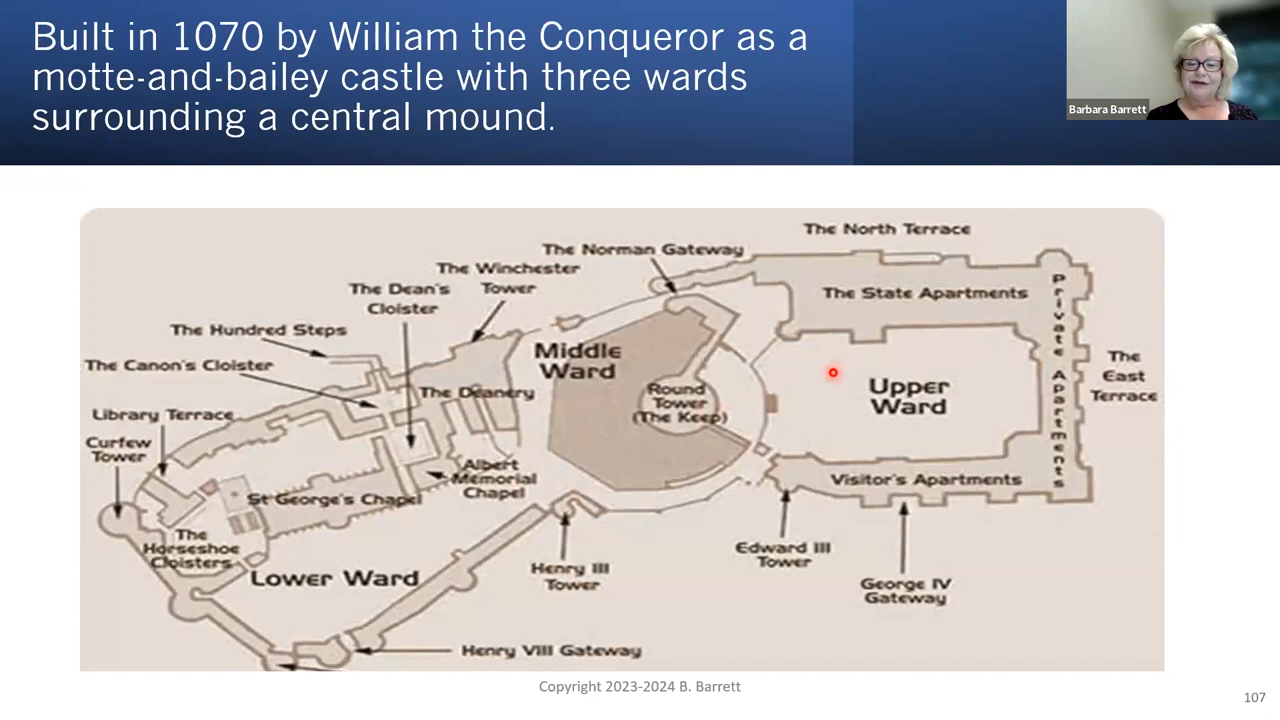 Built in 1070 by William the Conqueror as a
motte-and-bailey castle with three wards
surrounding a central mound.
Barbara Barrett
The North Terrace
The Norman Gateway
The Winchester
Tower
The Dean's
Cloister
The State Apartments
Private Apartments
The Hundred Steps
Middle
Ward
The Canon's Cloister
The
East
Terrace
The Deanery
Round
Tower
(The Keep)
Upper
Ward
Library Terrace
Curfew
Tower
Albert
Memorial
Chapel
Visitor's Apartments
St George's Chapel
The
Horseshoe
Cloisters
Lower Ward
Henry III
Tower
Edward III
Tower
George IV
Gateway
Henry VIII Gateway
Copyright 2023-2024 B. Barrett
107